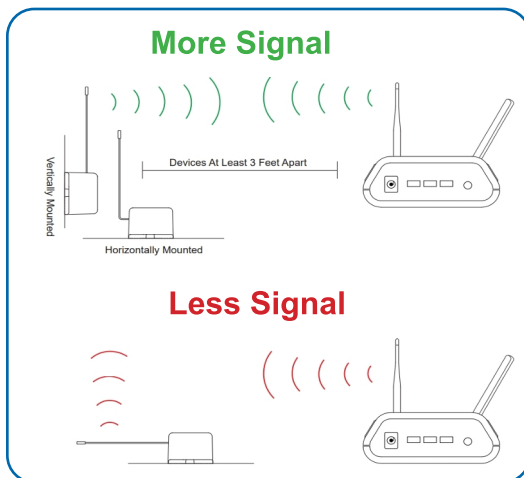 More Signal
Devices At Least 3 Feet Apart
Vertically Mounted
Horizontally Mounted
Less Signal